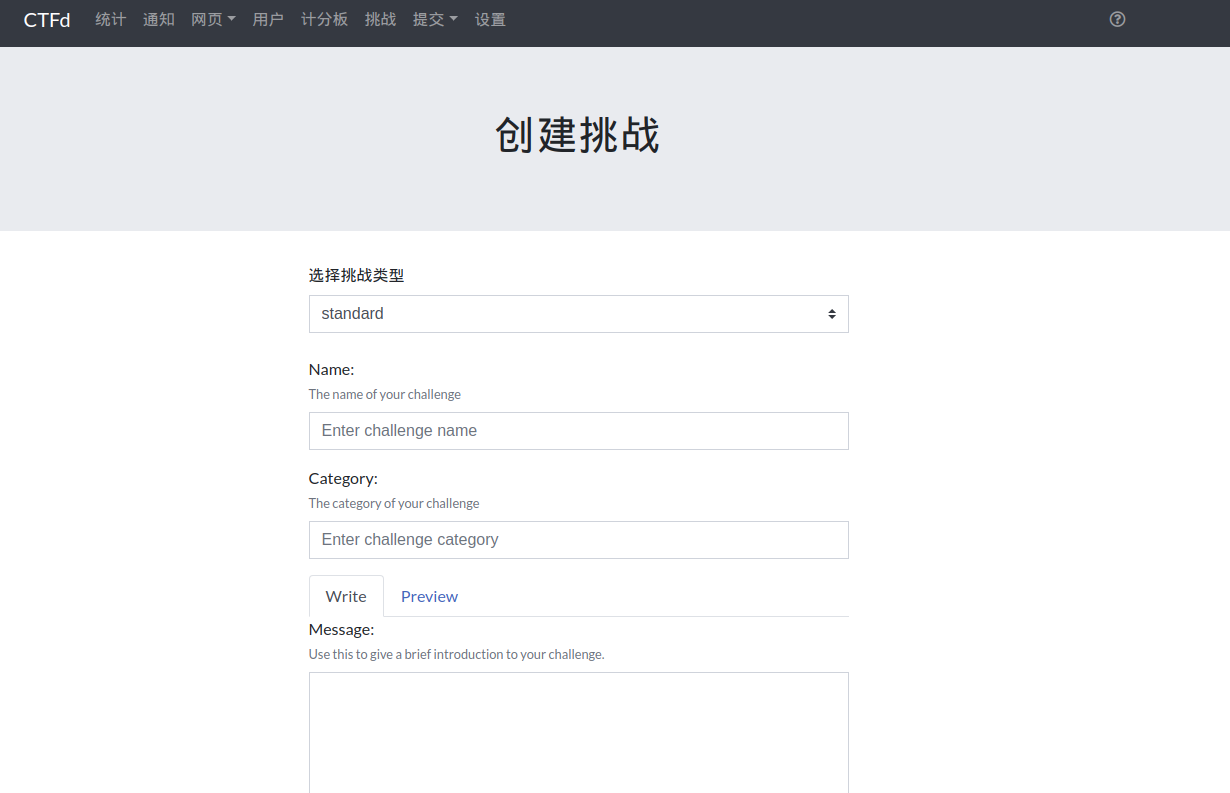 CTFd 统计 通知 网页 用户 计分板 挑战 提交 设置
创建挑战
选择挑战类型
standard
Name:
The name of your challenge
Enter challenge name
Category:
The category of your challenge
Enter challenge category
Write Preview
Message:
Use this to give a brief introduction to your challenge.